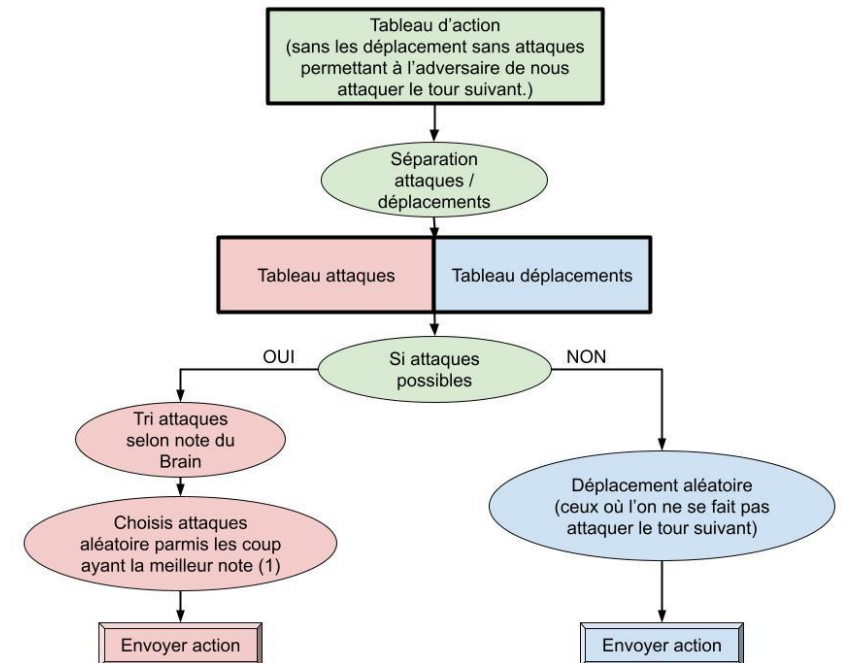 Tableau d’action
(sans les déplacement sans attaques
permettant à l’adversaire de nous
attaquer le tour suivant.)
Séparation
attaques /
déplacements
Tableau attaques
Tableau déplacements
OUI
Si attaques
possibles
NON
Tri attaques
selon note du
Brain
Choisis attaques
aléatoire parmis les coup
ayant la meilleur note (1)
Déplacement aléatoire
(ceux où l’on ne se fait pas
attaquer le tour suivant)
Envoyer action
Envoyer action